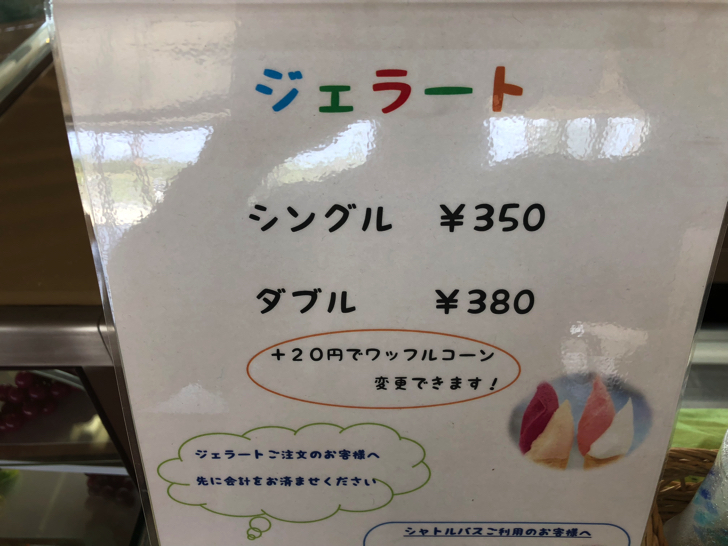 ジェラート
シングル ￥350
ダブル ￥380
＋２０円でワッフルコーン
変更できます！
ジェラートご注文のお客様へ
先に会計をお済ませください
シャトルバスご利用のお客様へ